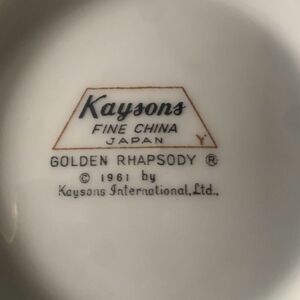 Kaysons
FINE CHINA
JAPAN
Y
GOLDEN RHAPSODY ®
© 1961 by
Kaysons International, Ltd.,